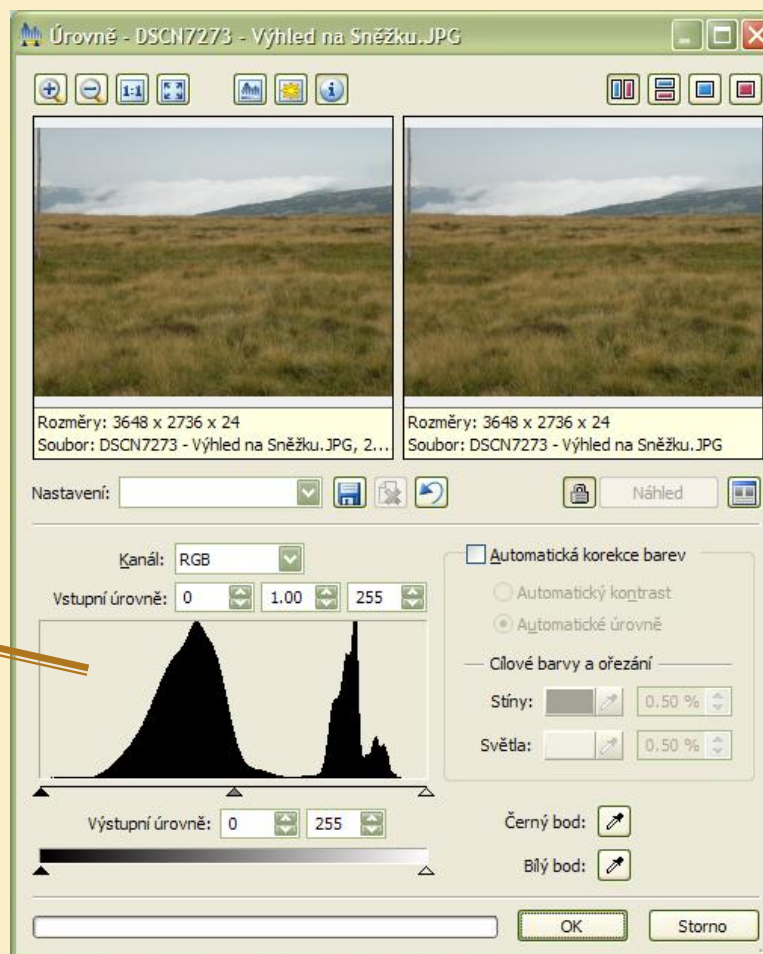 Úrovně - DSCN7273 - Výhled na Sněžku.JPG
1:1
Rozměry: 3648 x 2736 x 24
Soubor: DSCN7273 - Výhled na Sněžku.JPG, 2...
Rozměry: 3648 x 2736 x 24
Soubor: DSCN7273 - Výhled na Sněžku.JPG
Nastavení:
Náhled
Kanál: RGB
Vstupní úrovně: 0 1.00 255
Výstupní úrovně: 0 255
Automatická korekce barev
Automatický kontrast
Automatické úrovně
Cílové barvy a ořezání
Stíny: 0.50 %
Světla: 0.50 %
Černý bod:
Bílý bod:
OK Storno